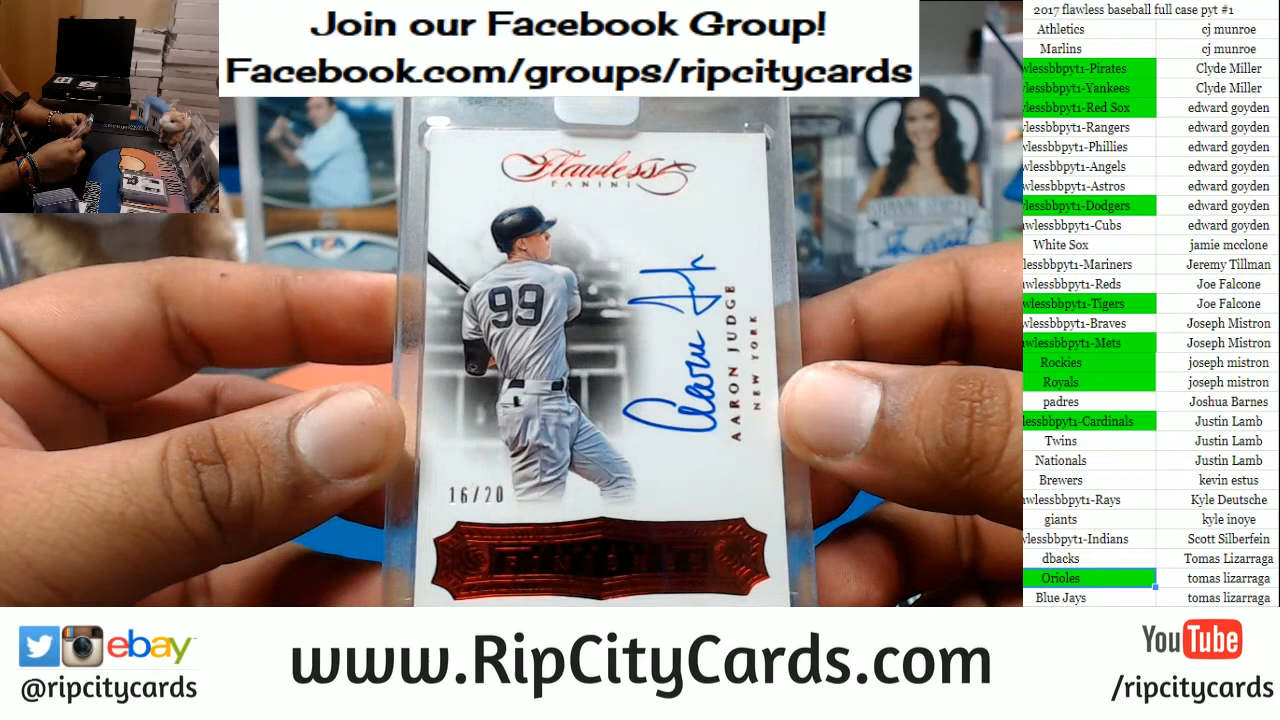 Join our Facebook Group!
Facebook.com/groups/ripcitycards
Flawless
PANINI
99
Aaron Judge
AARON JUDGE
NEW YORK
16/20
FINISHES
PSA
2017 flawless baseball full case pyt #1
Athletics cj munroe
Marlins cj munroe
wlessbbpyt1-Pirates Clyde Miller
wlessbbpyt1-Yankees Clyde Miller
wlessbbpyt1-Red Sox edward goyden
wlessbbpyt1-Rangers edward goyden
wlessbbpyt1-Phillies edward goyden
wlessbbpyt1-Angels edward goyden
wlessbbpyt1-Astros edward goyden
wlessbbpyt1-Dodgers edward goyden
wlessbbpyt1-Cubs edward goyden
White Sox jamie mcclone
wlessbbpyt1-Mariners Jeremy Tillman
wlessbbpyt1-Reds Joe Falcone
wlessbbpyt1-Tigers Joe Falcone
wlessbbpyt1-Braves Joseph Mistron
wlessbbpyt1-Mets Joseph Mistron
Rockies joseph mistron
Royals joseph mistron
padres Joshua Barnes
lessbbpyt1-Cardinals Justin Lamb
Twins Justin Lamb
Nationals Justin Lamb
Brewers kevin estus
wlessbbpyt1-Rays Kyle Deutsche
giants kyle inoye
wlessbbpyt1-Indians Scott Silberfein
dbacks Tomas Lizarraga
Orioles tomas lizarraga
Blue Jays tomas lizarraga
ebay
@ripcitycards
www.RipCityCards.com
YouTube
/ripcitycards